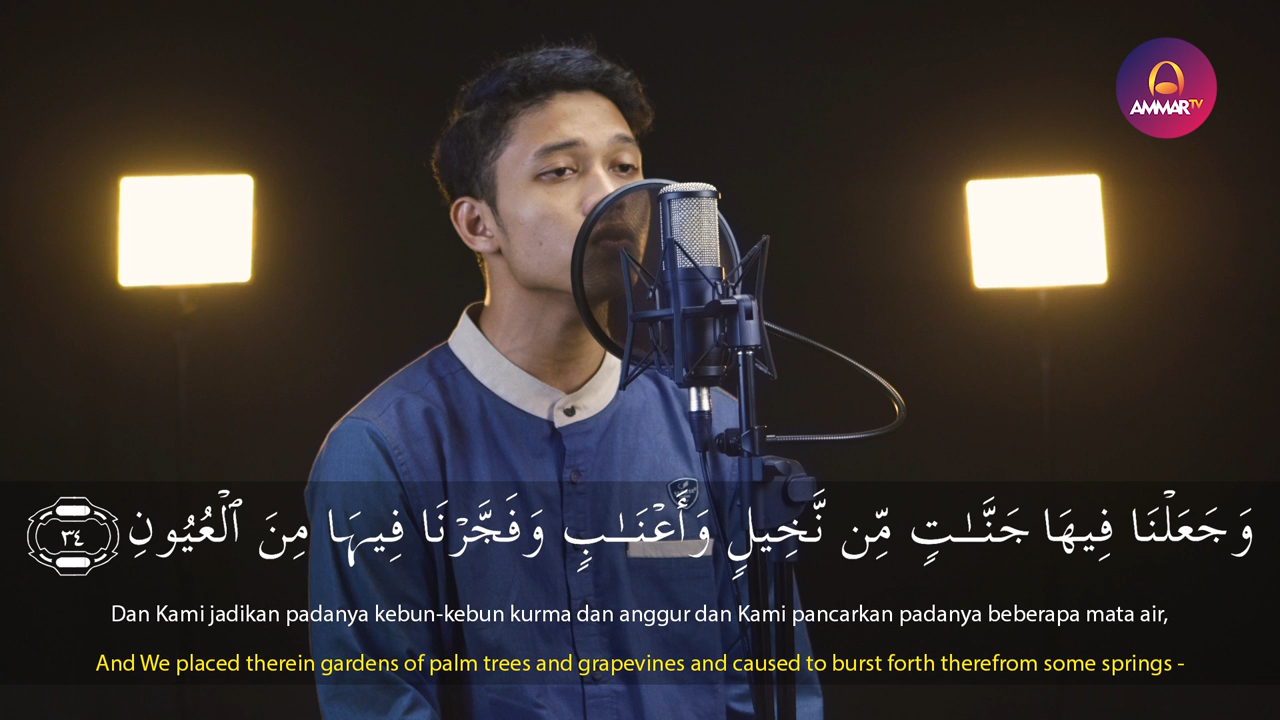 AMMARTV
وَجَعَلْنَا فِيهَا جَنَّـٰتٍ مِّن نَّخِيلٍ وَأَعْنَـٰبٍ وَفَجَّرْنَا فِيهَا مِنَ ٱلْعُيُونِ ٣٤
Dan Kami jadikan padanya kebun-kebun kurma dan anggur dan Kami pancarkan padanya beberapa mata air,
And We placed therein gardens of palm trees and grapevines and caused to burst forth therefrom some springs -